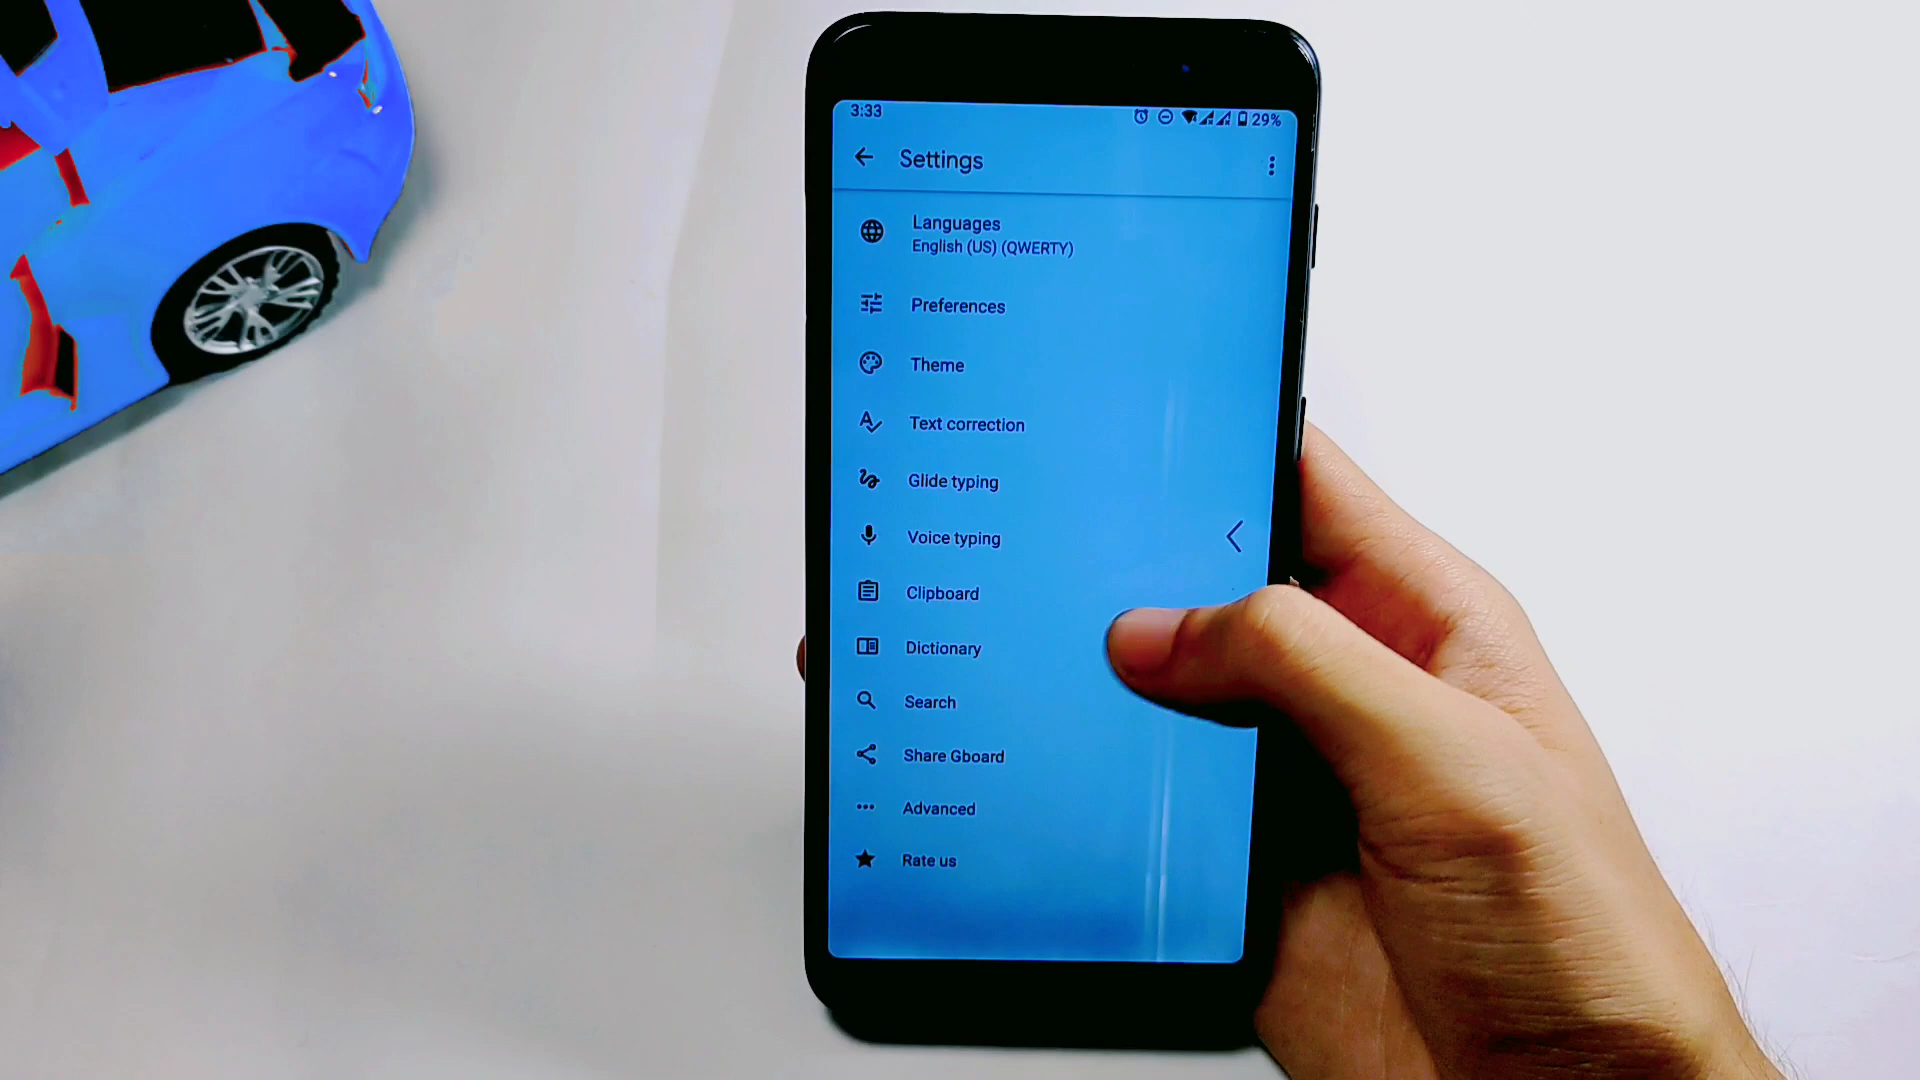 3:33
29%
Settings
Languages
English (US) (QWERTY)
Preferences
Theme
Text correction
Glide typing
Voice typing
Clipboard
Dictionary
Search
Share Gboard
Advanced
Rate us